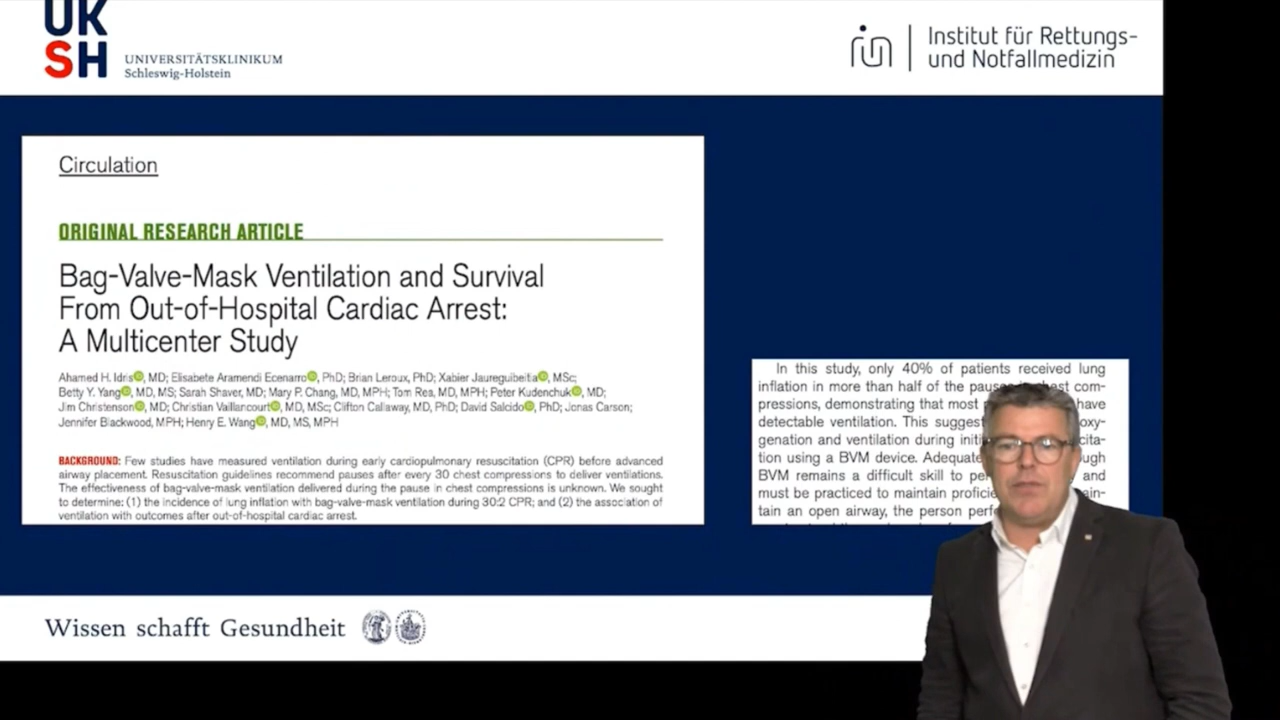 UK
SH
UNIVERSITÄTSKLINIKUM
Schleswig-Holstein
Institut für Rettungs-
und Notfallmedizin
Circulation
ORIGINAL RESEARCH ARTICLE
Bag-Valve-Mask Ventilation and Survival
From Out-of-Hospital Cardiac Arrest:
A Multicenter Study
Ahamed H. Idris, MD; Elisabete Aramendi Ecenarro, PhD; Brian Leroux, PhD; Xabier Jaureguibeitia, MSc;
Betty Y. Yang, MD, MS; Sarah Shaver, MD; Mary P. Chang, MD, MPH; Tom Rea, MD, MPH; Peter Kudenchuk, MD;
Jim Christenson, MD; Christian Vaillancourt, MD, MSc; Clifton Callaway, MD, PhD; David Salcido, PhD; Jonas Carson;
Jennifer Blackwood, MPH; Henry E. Wang, MD, MS, MPH
BACKGROUND: Few studies have measured ventilation during early cardiopulmonary resuscitation (CPR) before advanced
airway placement. Resuscitation guidelines recommend pauses after every 30 chest compressions to deliver ventilations.
The effectiveness of bag-valve-mask ventilation delivered during the pause in chest compressions is unknown. We sought
to determine: (1) the incidence of lung inflation with bag-valve-mask ventilation during 30:2 CPR; and (2) the association of
ventilation with outcomes after out-of-hospital cardiac arrest.
In this study, only 40% of patients received lung
inflation in more than half of the com-
pressions, demonstrating that most have
detectable ventilation. This oxy-
genation and ventilation during
tion using a BVM device. Adequate
BVM remains a difficult skill to and
must be practiced to maintain
tain an open airway, the person
Wissen schafft Gesundheit